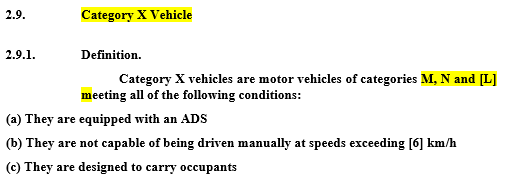 2.9. Category X Vehicle
2.9.1. Definition.
Category X vehicles are motor vehicles of categories M, N and [L]
meeting all of the following conditions:
(a) They are equipped with an ADS
(b) They are not capable of being driven manually at speeds exceeding [6] km/h
(c) They are designed to carry occupants